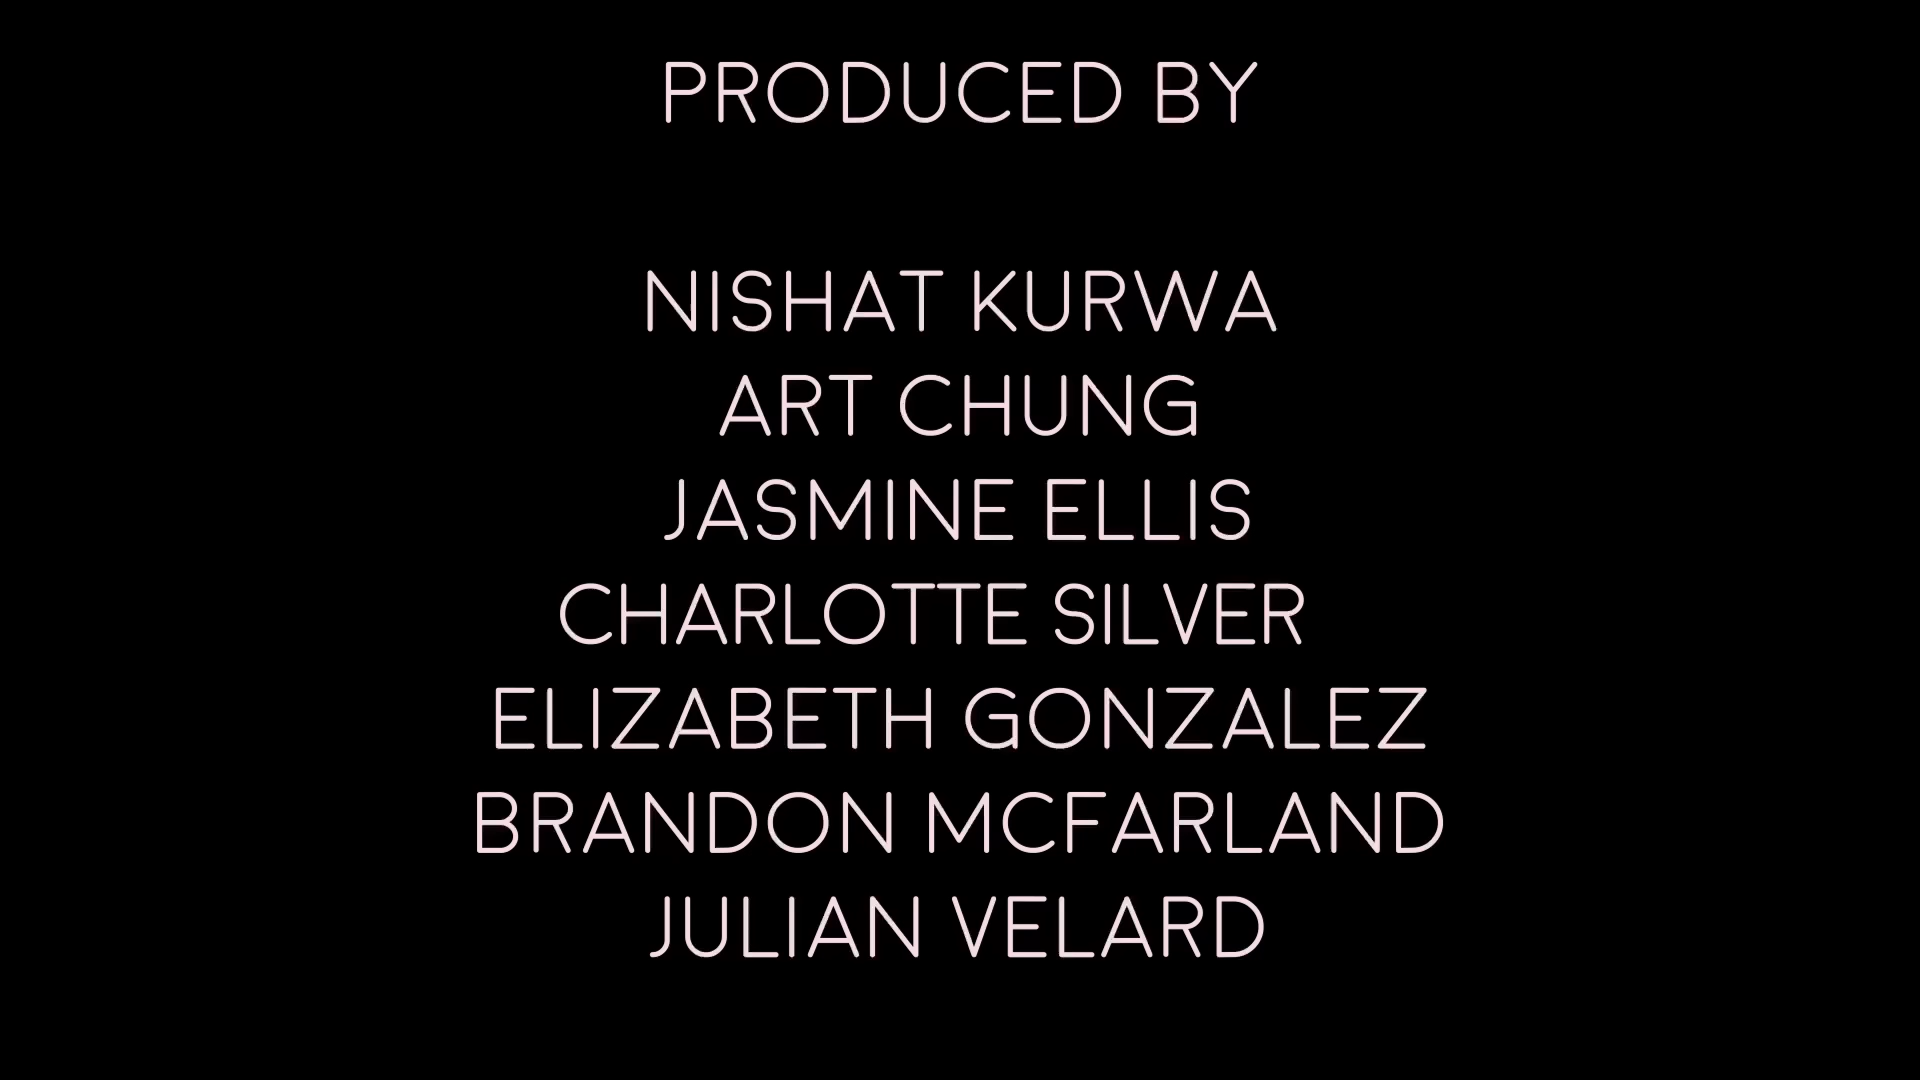 PRODUCED BY
NISHAT KURWA
ART CHUNG
JASMINE ELLIS
CHARLOTTE SILVER
ELIZABETH GONZALEZ
BRANDON MCFARLAND
JULIAN VELARD